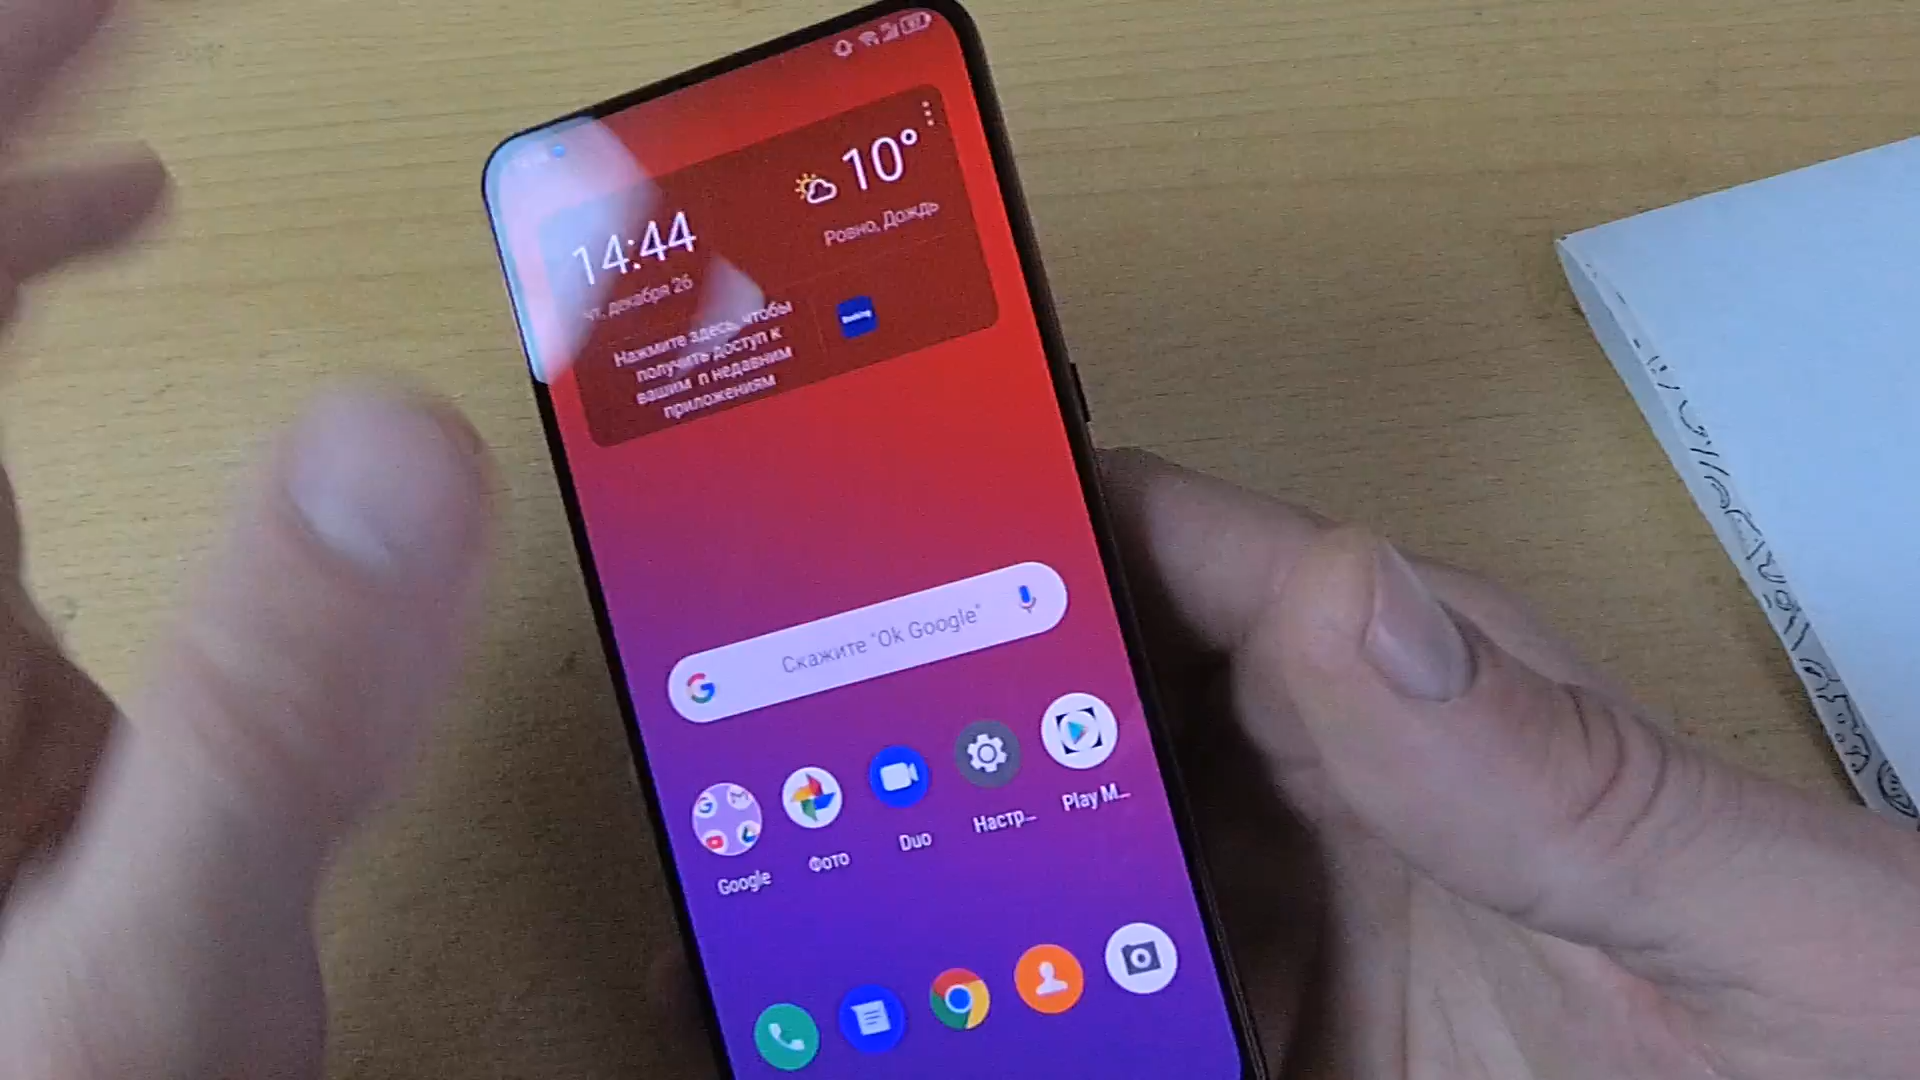 14:44
чт, декабря 26
10°
Ровно, Дождь
Нажмите здесь, чтобы
получить доступ к
вашим п недавним
приложениям
Booking
Скажите "Ok Google"
Google
Фото
Duo
Настр...
Play M...